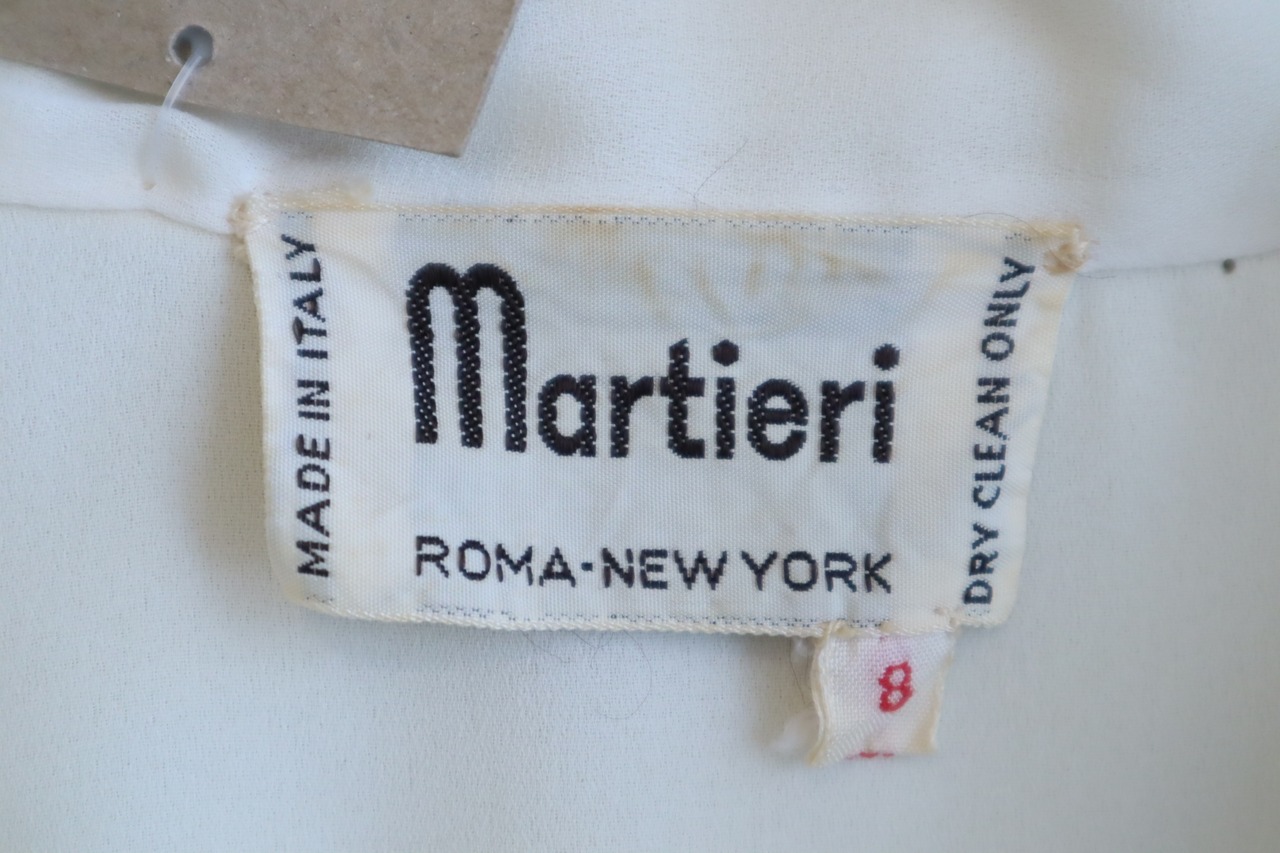 MADE IN ITALY
Martieri
ROMA-NEW YORK
DRY CLEAN ONLY
8